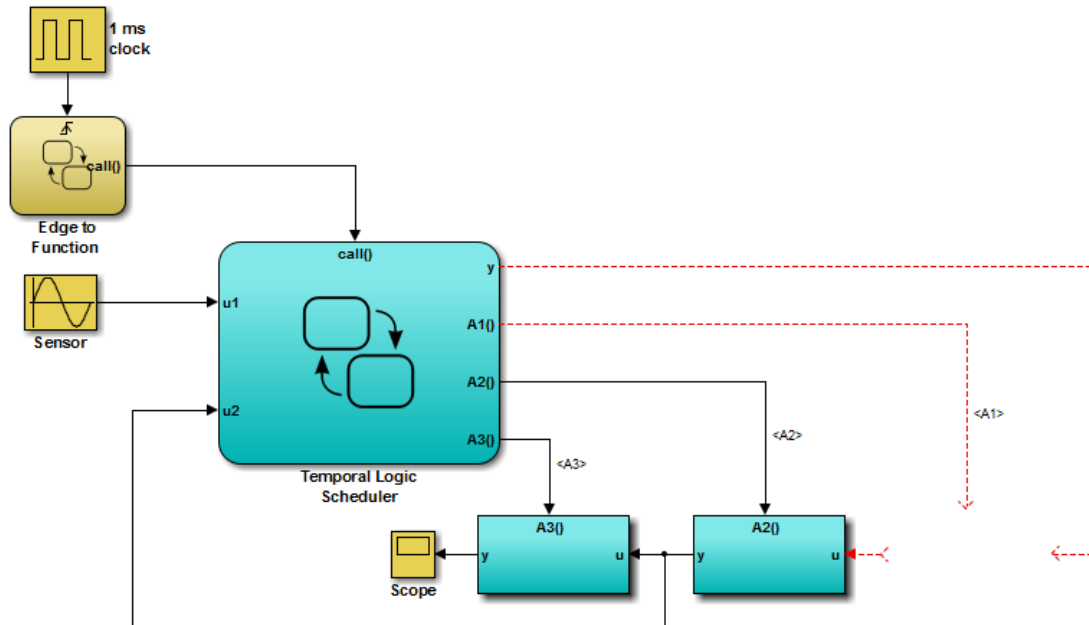 1 ms
clock
call()
Edge to
Function
call()
y
u1
A1()
Sensor
A2()
<A1>
u2
<A2>
A3()
<A3>
Temporal Logic
Scheduler
A3()
A2()
y
u
y
u
Scope